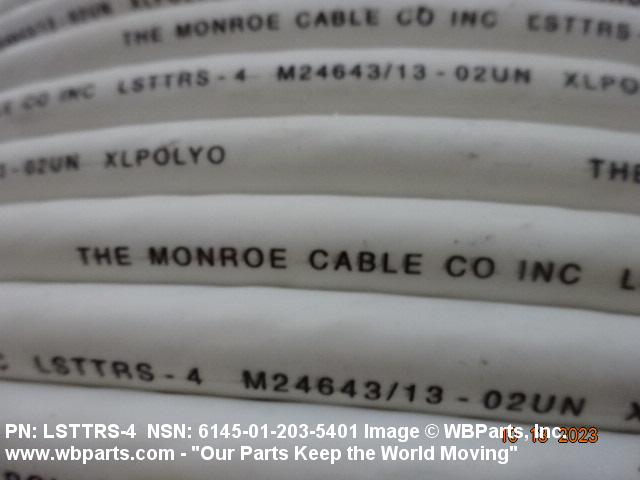 02UN XLPO
THE MONROE CABLE CO INC LSTTRS-
CO INC LSTTRS-4 M24643/13-02UN XLPO
-02UN XLPOLYO THE
THE MONROE CABLE CO INC L
C LSTTRS-4 M24643/13-02UN X
PN: LSTTRS-4 NSN: 6145-01-203-5401 Image © WBParts, Inc.
2023
www.wbparts.com - "Our Parts Keep the World Moving"